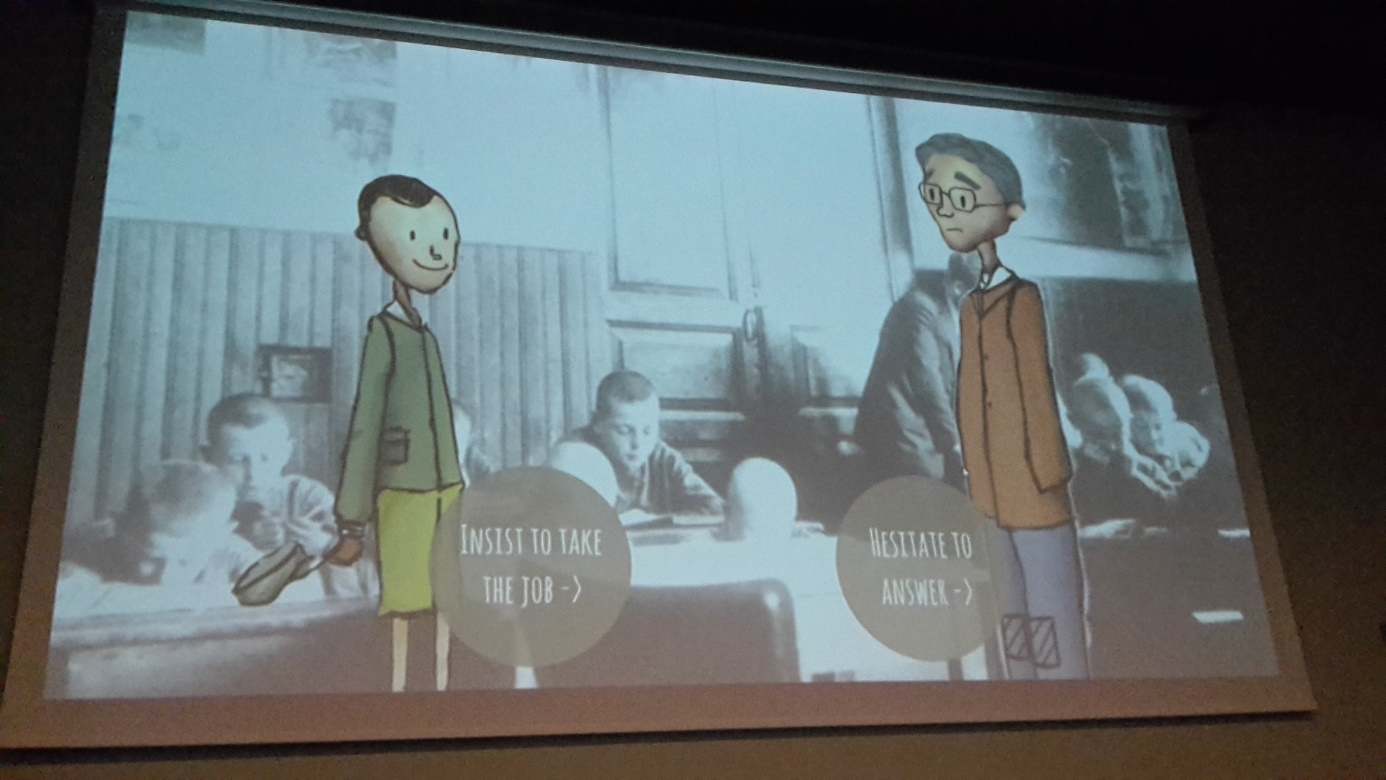 INSIST TO TAKE
THE JOB ->
HESITATE TO
ANSWER ->